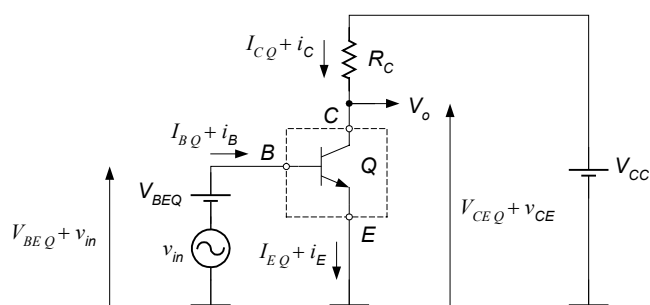 I_CQ + i_C
R_C
C
V_o
I_BQ + i_B
B
Q
V_CC
V_BEQ
V_CEQ + v_CE
V_BEQ + v_in
v_in
E
I_EQ + i_E